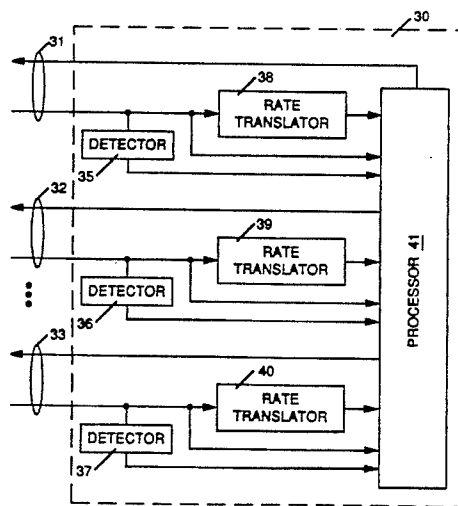 30
31
38
RATE
TRANSLATOR
DETECTOR
35
32
39
RATE
TRANSLATOR
DETECTOR
36
PROCESSOR 41
33
40
RATE
TRANSLATOR
DETECTOR
37